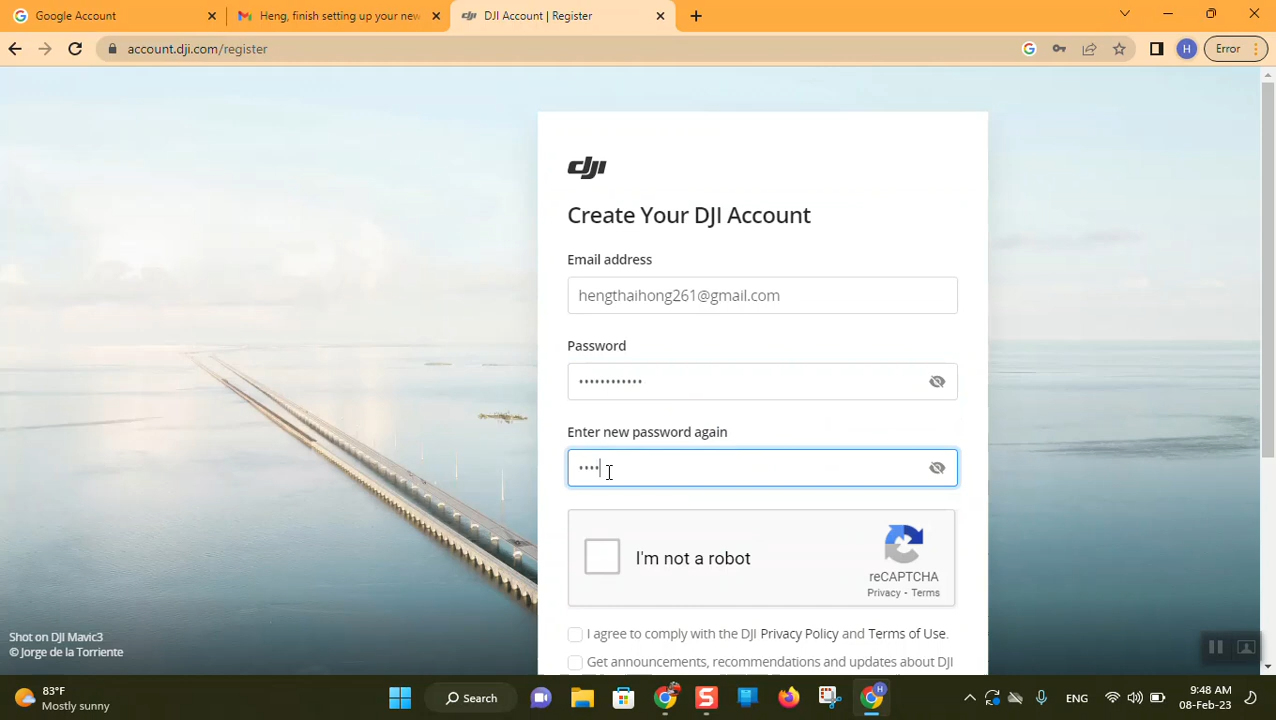 Google Account
Heng, finish setting up your new
DJI Account | Register
account.dji.com/register
H
Error
dji
Create Your DJI Account
Email address
hengthaihong261@gmail.com
Password
••••••••••••
Enter new password again
••••
I'm not a robot
reCAPTCHA
Privacy - Terms
I agree to comply with the DJI Privacy Policy and Terms of Use.
Get announcements, recommendations and updates about DJI
Shot on DJI Mavic3
© Jorge de la Torriente
83°F
Mostly sunny
Search
H
ENG
9:48 AM
08-Feb-23